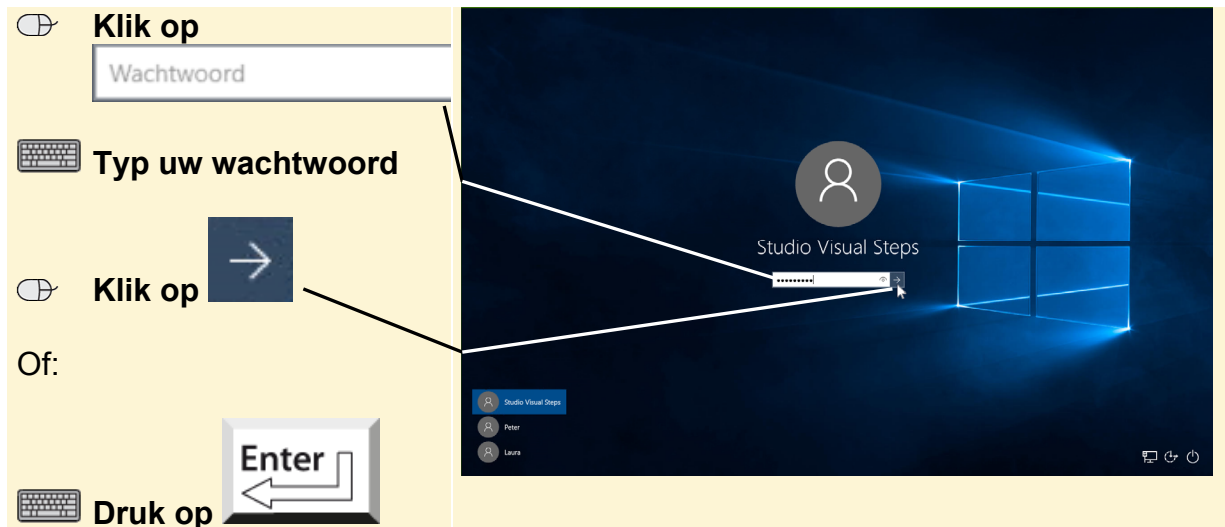 Klik op
Wachtwoord
Typ uw wachtwoord
Klik op
Of:
Enter
Druk op
Studio Visual Steps
Studio Visual Steps
Peter
Laura